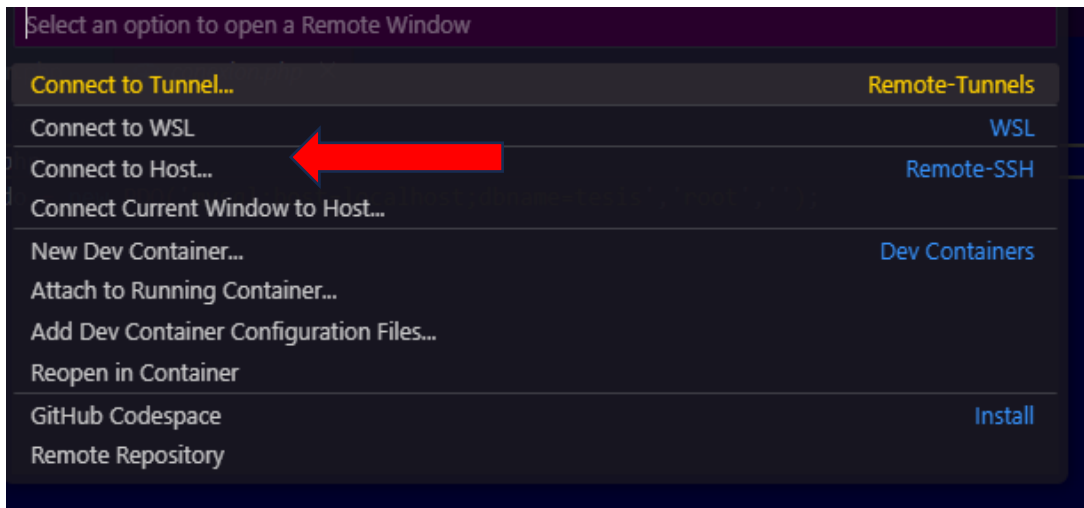 Select an option to open a Remote Window
Connect to Tunnel... Remote-Tunnels
Connect to WSL WSL
Connect to Host... Remote-SSH
Connect Current Window to Host...
New Dev Container... Dev Containers
Attach to Running Container...
Add Dev Container Configuration Files...
Reopen in Container
GitHub Codespace Install
Remote Repository